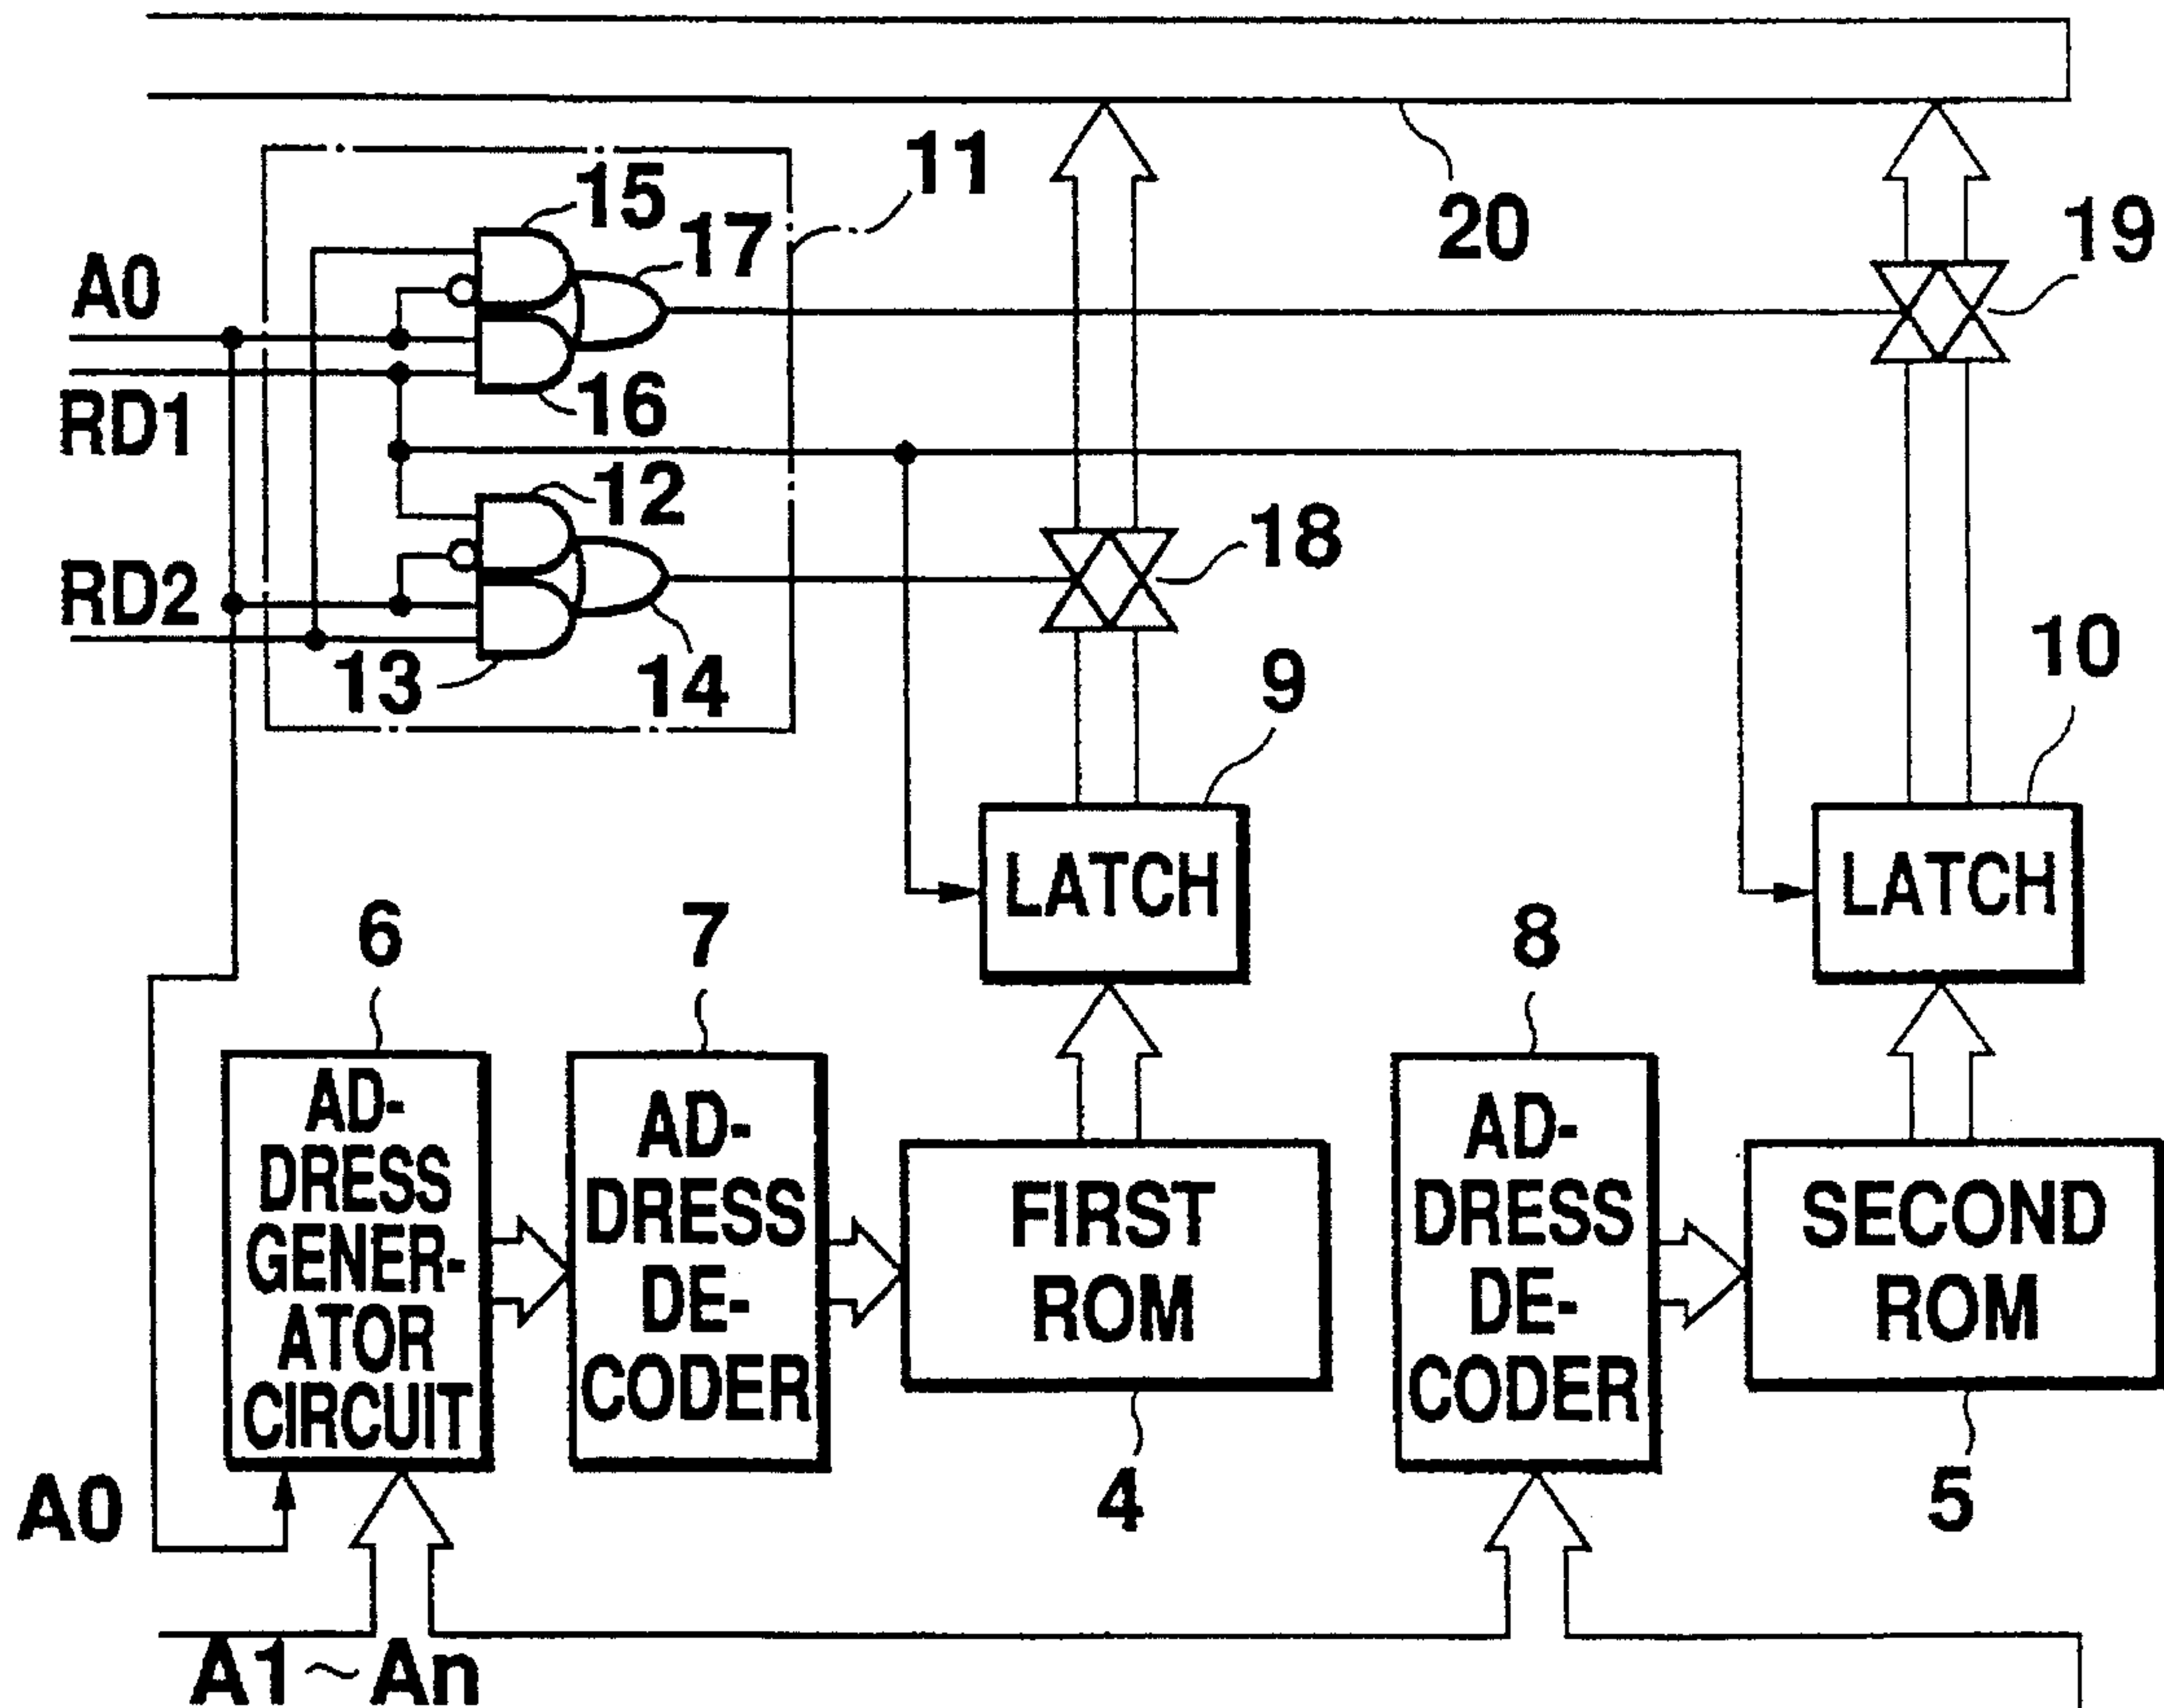 11
15
17
20
19
A0
16
RD1
12
18
RD2
13
14
9
10
LATCH
LATCH
6
7
8
AD-
DRESS
GENER-
ATOR
CIRCUIT
AD-
DRESS
DE-
CODER
FIRST
ROM
AD-
DRESS
DE-
CODER
SECOND
ROM
4
5
A0
A1~An